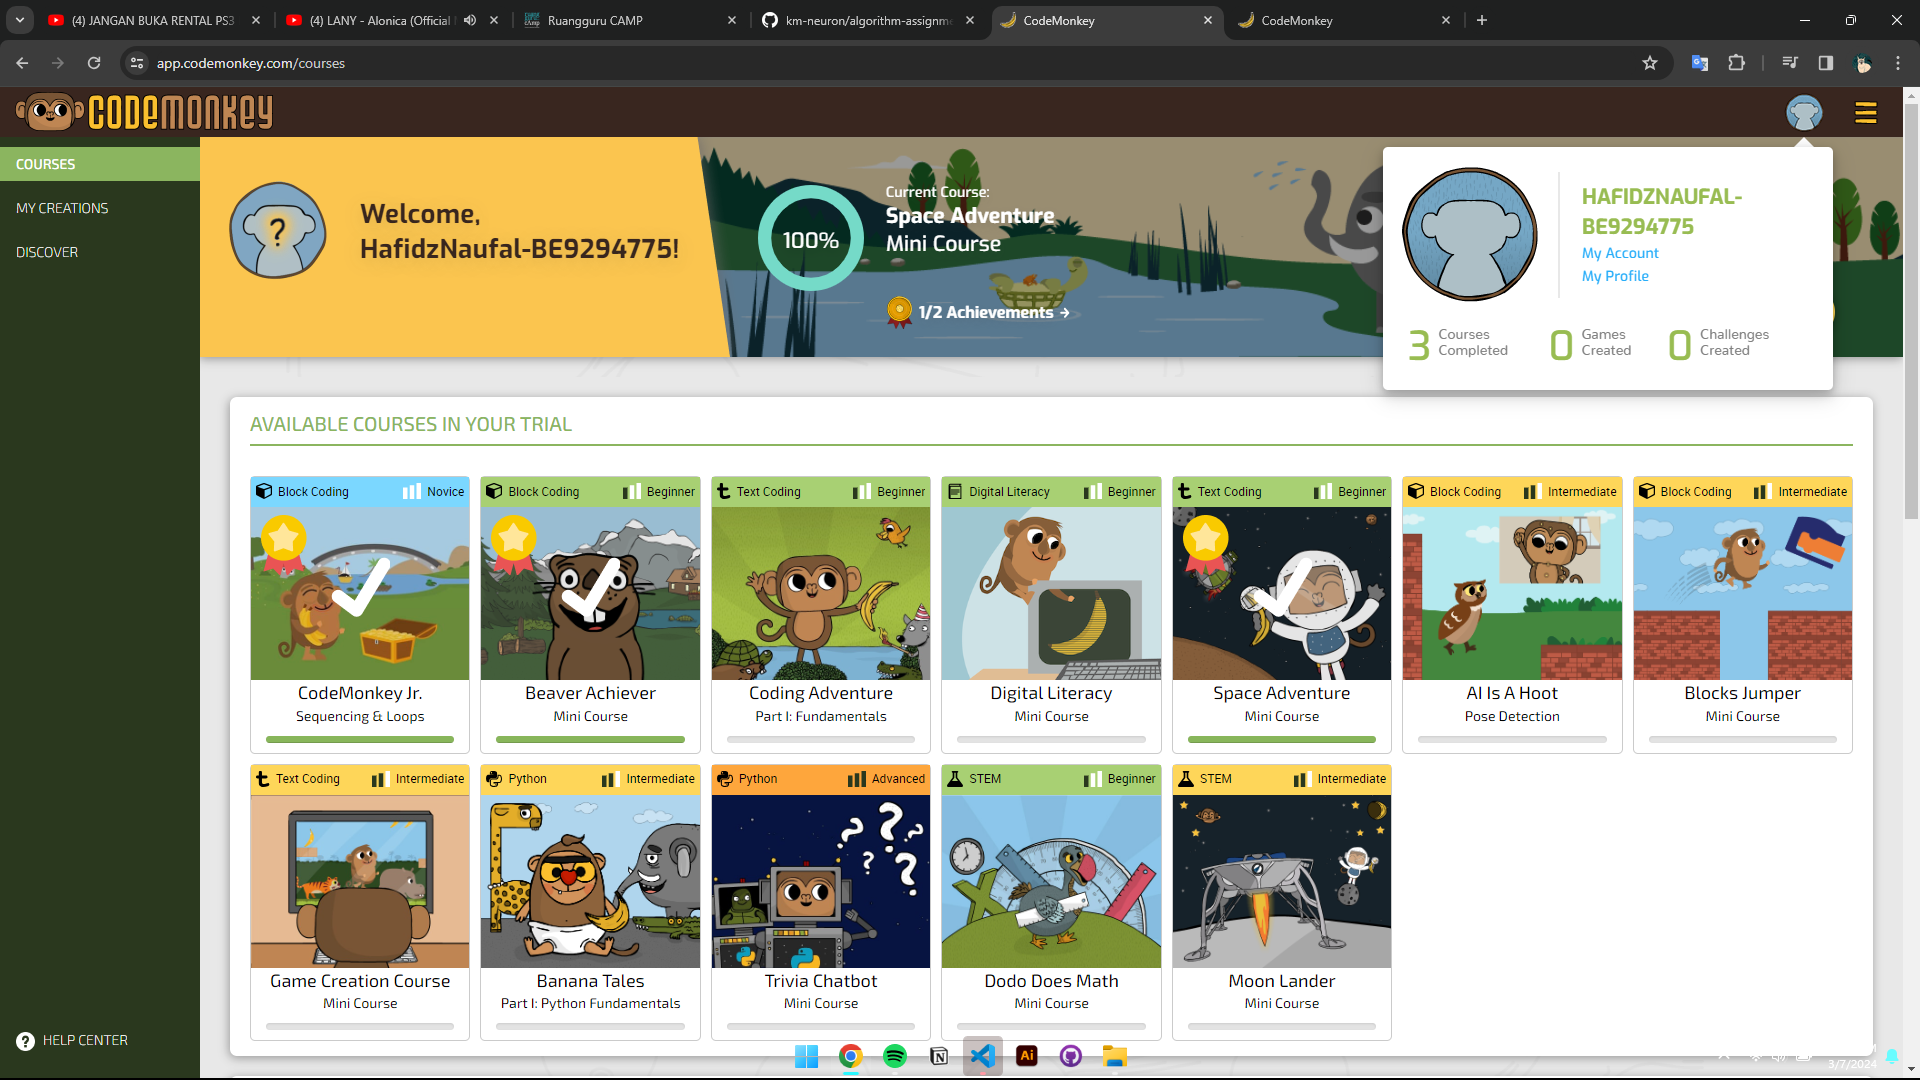 (4) JANGAN BUKA RENTAL PS3
(4) LANY - Alonica (Official
Ruangguru CAMP
km-neuron/algorithm-assignme
CodeMonkey
CodeMonkey
app.codemonkey.com/courses
CODEMONKEY
COURSES
MY CREATIONS
DISCOVER
HELP CENTER
?
Welcome,
HafidzNaufal-BE9294775!
100%
Current Course:
Space Adventure
Mini Course
1/2 Achievements →
HAFIDZNAUFAL-
BE9294775
My Account
My Profile
3 Courses Completed
0 Games Created
0 Challenges Created
AVAILABLE COURSES IN YOUR TRIAL
Block Coding Novice
CodeMonkey Jr.
Sequencing & Loops
Block Coding Beginner
Beaver Achiever
Mini Course
Text Coding Beginner
Coding Adventure
Part I: Fundamentals
Digital Literacy Beginner
Digital Literacy
Mini Course
Text Coding Beginner
Space Adventure
Mini Course
Block Coding Intermediate
AI Is A Hoot
Pose Detection
Block Coding Intermediate
Blocks Jumper
Mini Course
Text Coding Intermediate
Game Creation Course
Mini Course
Python Intermediate
Banana Tales
Part I: Python Fundamentals
Python Advanced
? ? ? ? ?
Trivia Chatbot
Mini Course
STEM Beginner
Dodo Does Math
Mini Course
STEM Intermediate
Moon Lander
Mini Course
Ai
3/7/2024